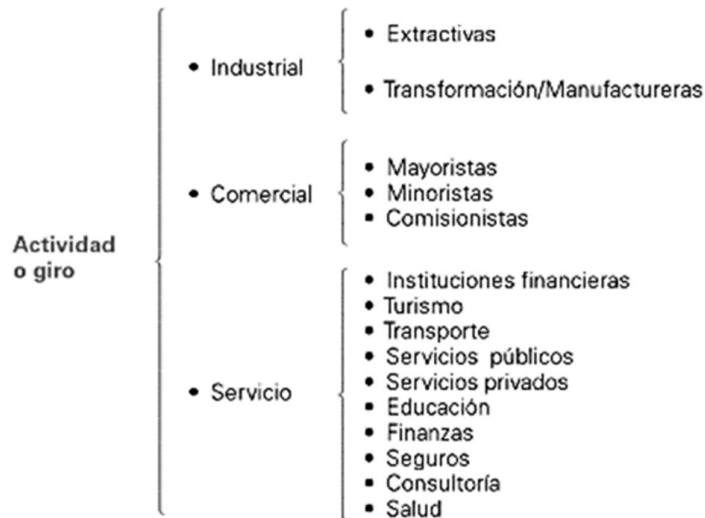 Actividad
o giro
• Industrial
• Extractivas
• Transformación/Manufactureras
• Comercial
• Mayoristas
• Minoristas
• Comisionistas
• Servicio
• Instituciones financieras
• Turismo
• Transporte
• Servicios públicos
• Servicios privados
• Educación
• Finanzas
• Seguros
• Consultoría
• Salud